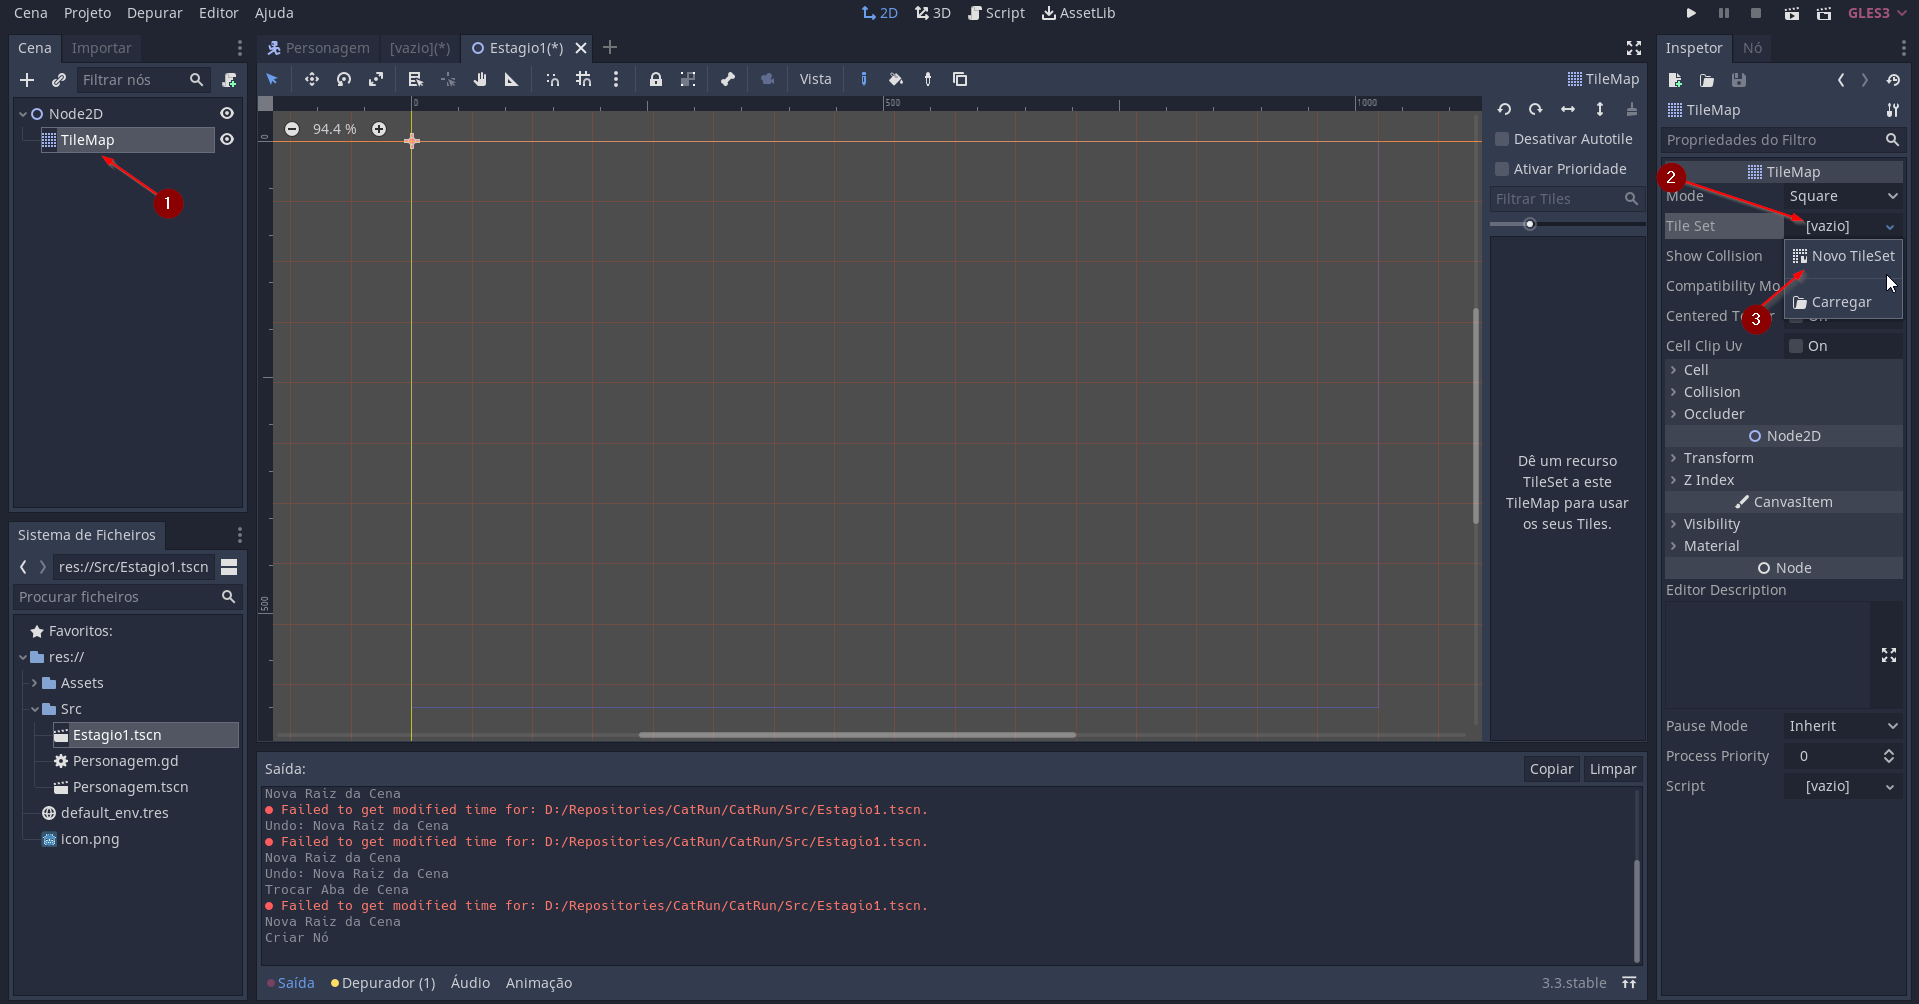 Cena Projeto Depurar Editor Ajuda
2D 3D Script AssetLib
GLES3
Cena Importar
Filtrar nós
Node2D
TileMap
1
Sistema de Ficheiros
res://Src/Estagio1.tscn
Procurar ficheiros
Favoritos:
res://
Assets
Src
Estagio1.tscn
Personagem.gd
Personagem.tscn
default_env.tres
icon.png
Personagem [vazio](*) Estagio1(*)
Vista TileMap
0 500 1000
94.4 %
0
500
Desativar Autotile
Ativar Prioridade
Filtrar Tiles
Dê um recurso
TileSet a este
TileMap para usar
os seus Tiles.
Saída: Copiar Limpar
Nova Raiz da Cena
Failed to get modified time for: D:/Repositories/CatRun/CatRun/Src/Estagio1.tscn.
Undo: Nova Raiz da Cena
Failed to get modified time for: D:/Repositories/CatRun/CatRun/Src/Estagio1.tscn.
Nova Raiz da Cena
Undo: Nova Raiz da Cena
Trocar Aba de Cena
Failed to get modified time for: D:/Repositories/CatRun/CatRun/Src/Estagio1.tscn.
Nova Raiz da Cena
Criar Nó
Saída Depurador (1) Áudio Animação 3.3.stable
Inspetor Nó
TileMap
Propriedades do Filtro
TileMap
2
Mode Square
Tile Set [vazio]
Show Collision Novo TileSet
Compatibility Mo
Carregar
3
Centered
Cell Clip Uv On
Cell
Collision
Occluder
Node2D
Transform
Z Index
CanvasItem
Visibility
Material
Node
Editor Description
Pause Mode Inherit
Process Priority 0
Script [vazio]